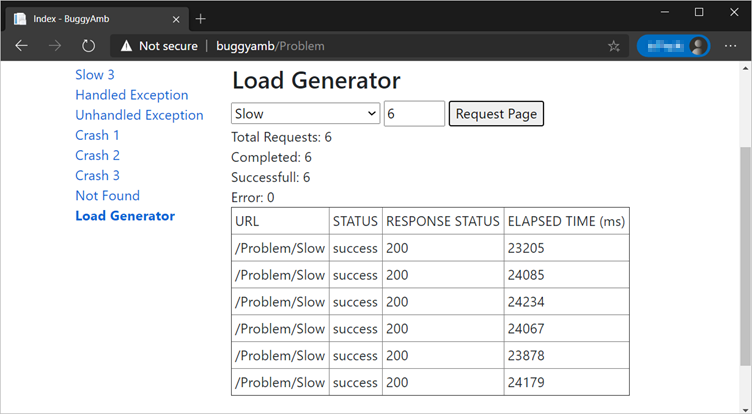 Index - BuggyAmb
Not secure | buggyamb/Problem
Slow 3
Handled Exception
Unhandled Exception
Crash 1
Crash 2
Crash 3
Not Found
Load Generator
Load Generator
Slow 6 Request Page
Total Requests: 6
Completed: 6
Successfull: 6
Error: 0
URL STATUS RESPONSE STATUS ELAPSED TIME (ms)
/Problem/Slow success 200 23205
/Problem/Slow success 200 24085
/Problem/Slow success 200 24234
/Problem/Slow success 200 24067
/Problem/Slow success 200 23878
/Problem/Slow success 200 24179